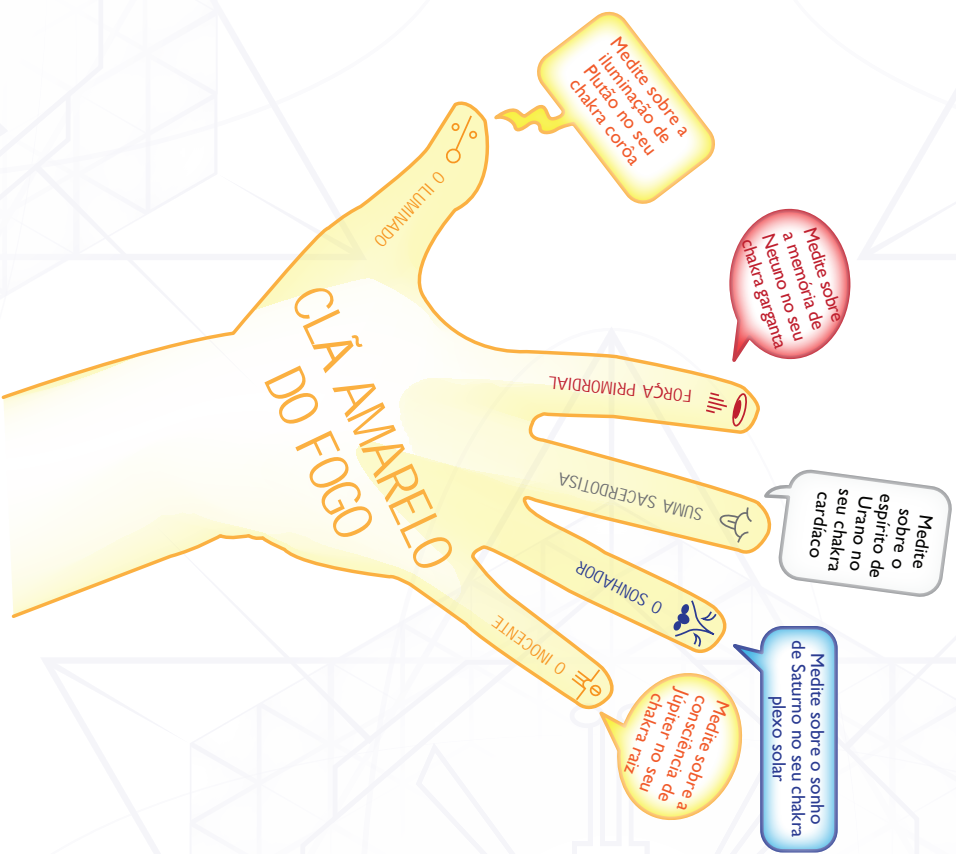 Medite sobre a
iluminação de
Plutão no seu
chakra corôa
O ILUMINADO
Medite sobre
a memória de
Netuno no seu
chakra garganta
FORÇA PRIMORDIAL
CLÃ AMARELO
DO FOGO
Medite
sobre o
espírito de
Urano no
seu chakra
cardíaco
SUMA SACERDOTISA
Medite sobre o sonho
de Saturno no seu chakra
plexo solar
O SONHADOR
Medite sobre a
consciência de
Júpiter no seu
chakra raiz
O INOCENTE